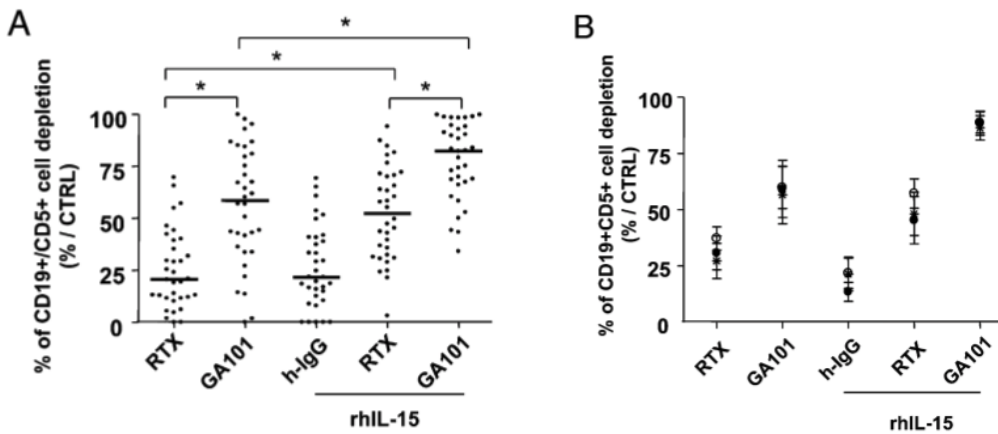 A
*
*
*
*
% of CD19+/CD5+ cell depletion
(% / CTRL)
100
75
50
25
0
RTX
GA101
h-IgG
RTX
GA101
rhIL-15
B
% of CD19+CD5+ cell depletion
(% / CTRL)
100
75
50
25
0
RTX
GA101
h-IgG
RTX
GA101
rhIL-15